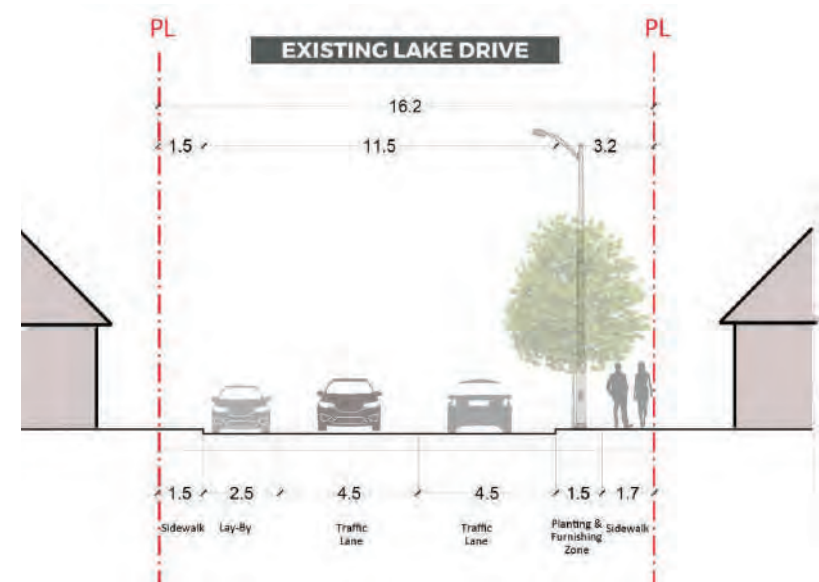 PL PL
EXISTING LAKE DRIVE
16.2
1.5 11.5 3.2
1.5 2.5 4.5 4.5 1.5 1.7
Sidewalk Lay-By Traffic Lane Traffic Lane Planting & Furnishing Zone Sidewalk